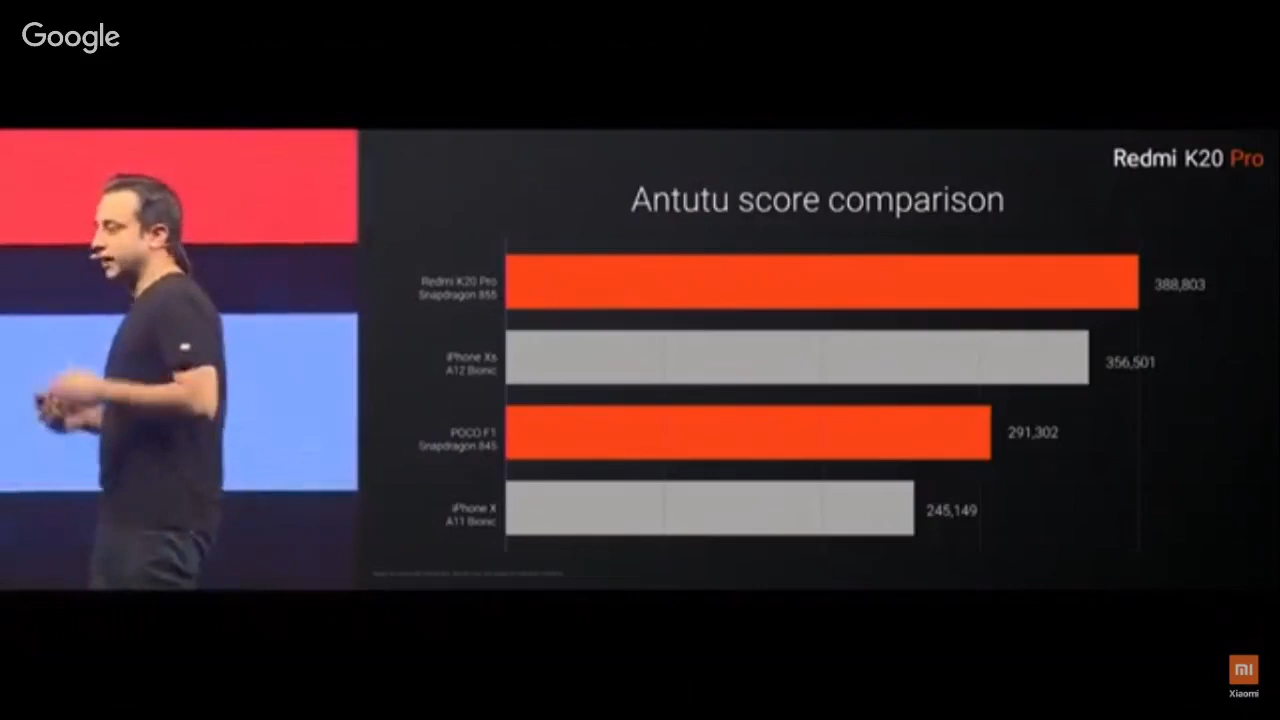 Google
Redmi K20 Pro
Antutu score comparison
Redmi K20 Pro
Snapdragon 855
388,803
iPhone Xs
A12 Bionic
356,501
POCO F1
Snapdragon 845
291,302
iPhone X
A11 Bionic
245,149
mi
Xiaomi